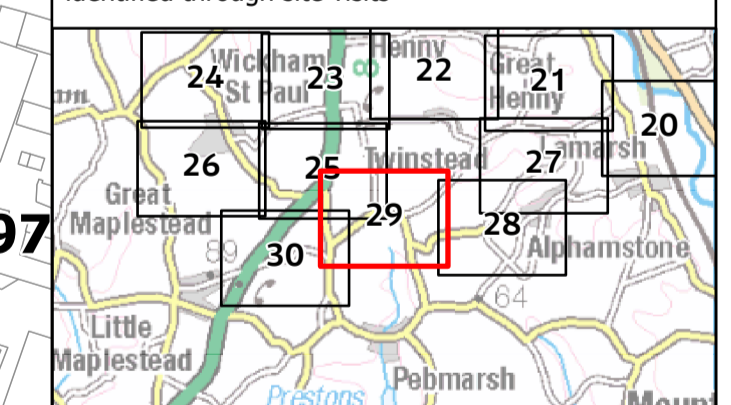 24
Wickham
St Paul
23
8
Henny
22
Great
Henny
21
20
26
25
Twinstead
27
Lamarsh
Great
Maplestead
97
29
28
89
30
Alphamstone
64
Little
Maplestead
Pebmarsh
Prestons